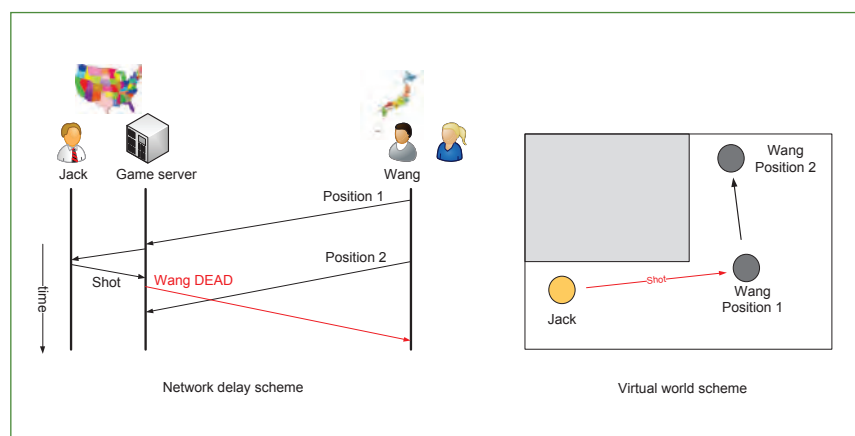 Jack
Game server
Wang
Position 1
Position 2
Shot
Wang DEAD
time
Network delay scheme
Wang
Position 2
Shot
Wang
Position 1
Jack
Virtual world scheme